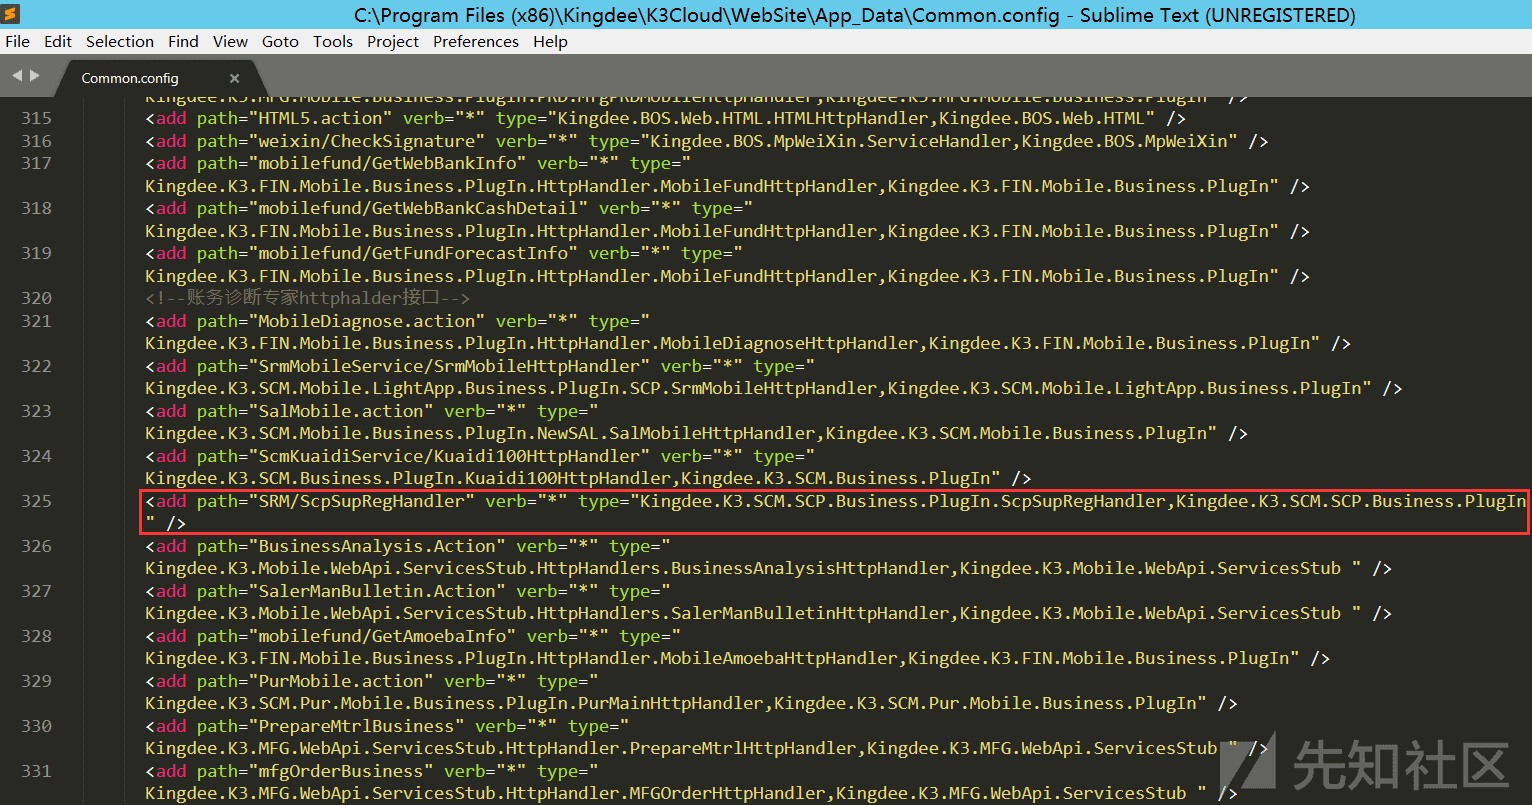 C:\Program Files (x86)\Kingdee\K3Cloud\WebSite\App_Data\Common.config - Sublime Text (UNREGISTERED)
File Edit Selection Find View Goto Tools Project Preferences Help
Common.config ×
Kingdee.K3.MFG.Mobile.Business.PlugIn.PRD.MfgPRDMobileHttpHandler,Kingdee.K3.MFG.Mobile.Business.PlugIn" />
315 <add path="HTML5.action" verb="*" type="Kingdee.BOS.Web.HTML.HTMLHttpHandler,Kingdee.BOS.Web.HTML" />
316 <add path="weixin/CheckSignature" verb="*" type="Kingdee.BOS.MpWeiXin.ServiceHandler,Kingdee.BOS.MpWeiXin" />
317 <add path="mobilefund/GetWebBankInfo" verb="*" type="
Kingdee.K3.FIN.Mobile.Business.PlugIn.HttpHandler.MobileFundHttpHandler,Kingdee.K3.FIN.Mobile.Business.PlugIn" />
318 <add path="mobilefund/GetWebBankCashDetail" verb="*" type="
Kingdee.K3.FIN.Mobile.Business.PlugIn.HttpHandler.MobileFundHttpHandler,Kingdee.K3.FIN.Mobile.Business.PlugIn" />
319 <add path="mobilefund/GetFundForecastInfo" verb="*" type="
Kingdee.K3.FIN.Mobile.Business.PlugIn.HttpHandler.MobileFundHttpHandler,Kingdee.K3.FIN.Mobile.Business.PlugIn" />
320 <!--账务诊断专家httphalder接口-->
321 <add path="MobileDiagnose.action" verb="*" type="
Kingdee.K3.FIN.Mobile.Business.PlugIn.HttpHandler.MobileDiagnoseHttpHandler,Kingdee.K3.FIN.Mobile.Business.PlugIn" />
322 <add path="SrmMobileService/SrmMobileHttpHandler" verb="*" type="
Kingdee.K3.SCM.Mobile.LightApp.Business.PlugIn.SCP.SrmMobileHttpHandler,Kingdee.K3.SCM.Mobile.LightApp.Business.PlugIn" />
323 <add path="SalMobile.action" verb="*" type="
Kingdee.K3.SCM.Mobile.Business.PlugIn.NewSAL.SalMobileHttpHandler,Kingdee.K3.SCM.Mobile.Business.PlugIn" />
324 <add path="ScmKuaidiService/Kuaidi100HttpHandler" verb="*" type="
Kingdee.K3.SCM.Business.PlugIn.Kuaidi100HttpHandler,Kingdee.K3.SCM.Business.PlugIn" />
325 <add path="SRM/ScpSupRegHandler" verb="*" type="Kingdee.K3.SCM.SCP.Business.PlugIn.ScpSupRegHandler,Kingdee.K3.SCM.SCP.Business.PlugIn
" />
326 <add path="BusinessAnalysis.Action" verb="*" type="
Kingdee.K3.Mobile.WebApi.ServicesStub.HttpHandlers.BusinessAnalysisHttpHandler,Kingdee.K3.Mobile.WebApi.ServicesStub " />
327 <add path="SalerManBulletin.Action" verb="*" type="
Kingdee.K3.Mobile.WebApi.ServicesStub.HttpHandlers.SalerManBulletinHttpHandler,Kingdee.K3.Mobile.WebApi.ServicesStub " />
328 <add path="mobilefund/GetAmoebaInfo" verb="*" type="
Kingdee.K3.FIN.Mobile.Business.PlugIn.HttpHandler.MobileAmoebaHttpHandler,Kingdee.K3.FIN.Mobile.Business.PlugIn" />
329 <add path="PurMobile.action" verb="*" type="
Kingdee.K3.SCM.Pur.Mobile.Business.PlugIn.PurMainHttpHandler,Kingdee.K3.SCM.Pur.Mobile.Business.PlugIn" />
330 <add path="PrepareMtrlBusiness" verb="*" type="
Kingdee.K3.MFG.WebApi.ServicesStub.HttpHandler.PrepareMtrlHttpHandler,Kingdee.K3.MFG.WebApi.ServicesStub " />
331 <add path="mfgOrderBusiness" verb="*" type="
Kingdee.K3.MFG.WebApi.ServicesStub.HttpHandler.MFGOrderHttpHandler,Kingdee.K3.MFG.WebApi.ServicesStub " />
先知社区